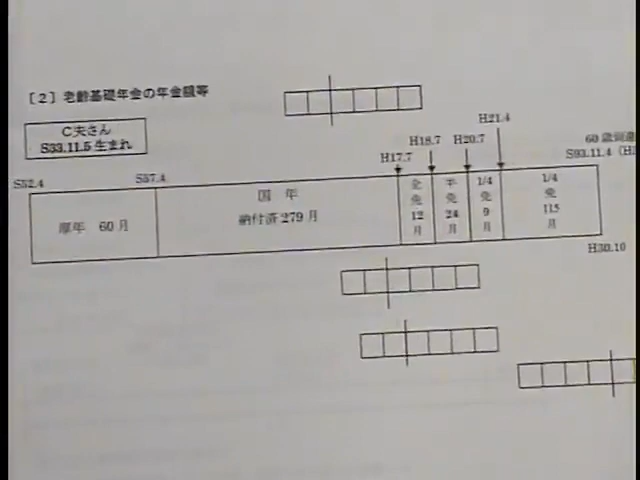 ［2］老齢基礎年金の年金額等
C夫さん
S33.11.5生まれ
H21.4
H18.7
H20.7
60歳到達
H17.7
S93.11.4（H
S52.4
S57.4
厚年 60月
国 年
納付済279月
全免12月
半免24月
1/4免9月
1/4免115月
H30.10